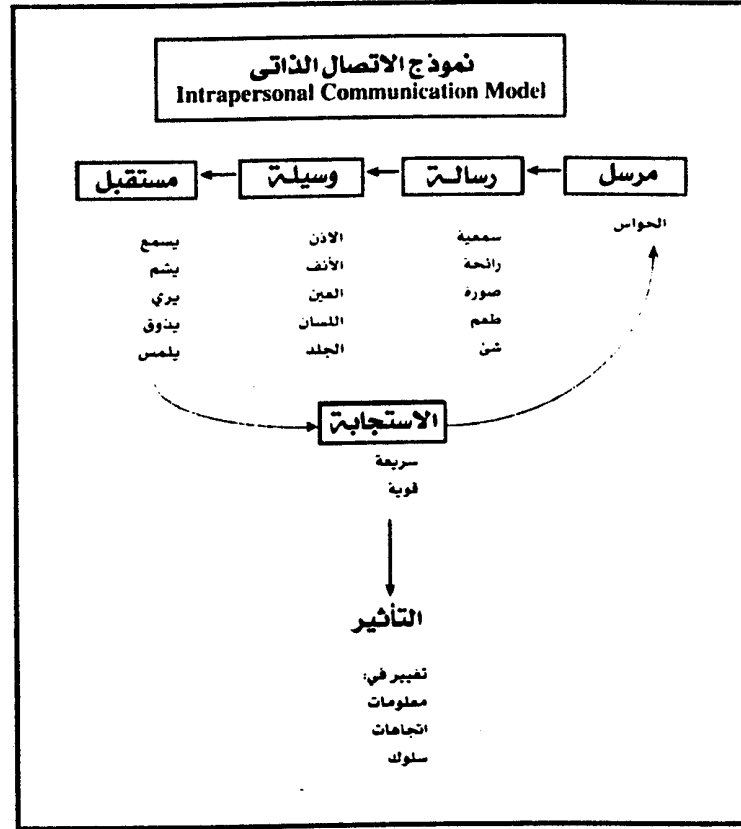 نموذج الاتصال الذاتى
Intrapersonal Communication Model
مرسل
رسالة
وسيلة
مستقبل
الحواس
سمعية
رائحة
صورة
طعم
شئ
الاذن
الأنف
العين
اللسان
الجلد
يسمع
يشم
يري
يذوق
يلمس
الاستجابة
سريعة
قوية
التأثير
تغيير في:
معلومات
اتجاهات
سلوك